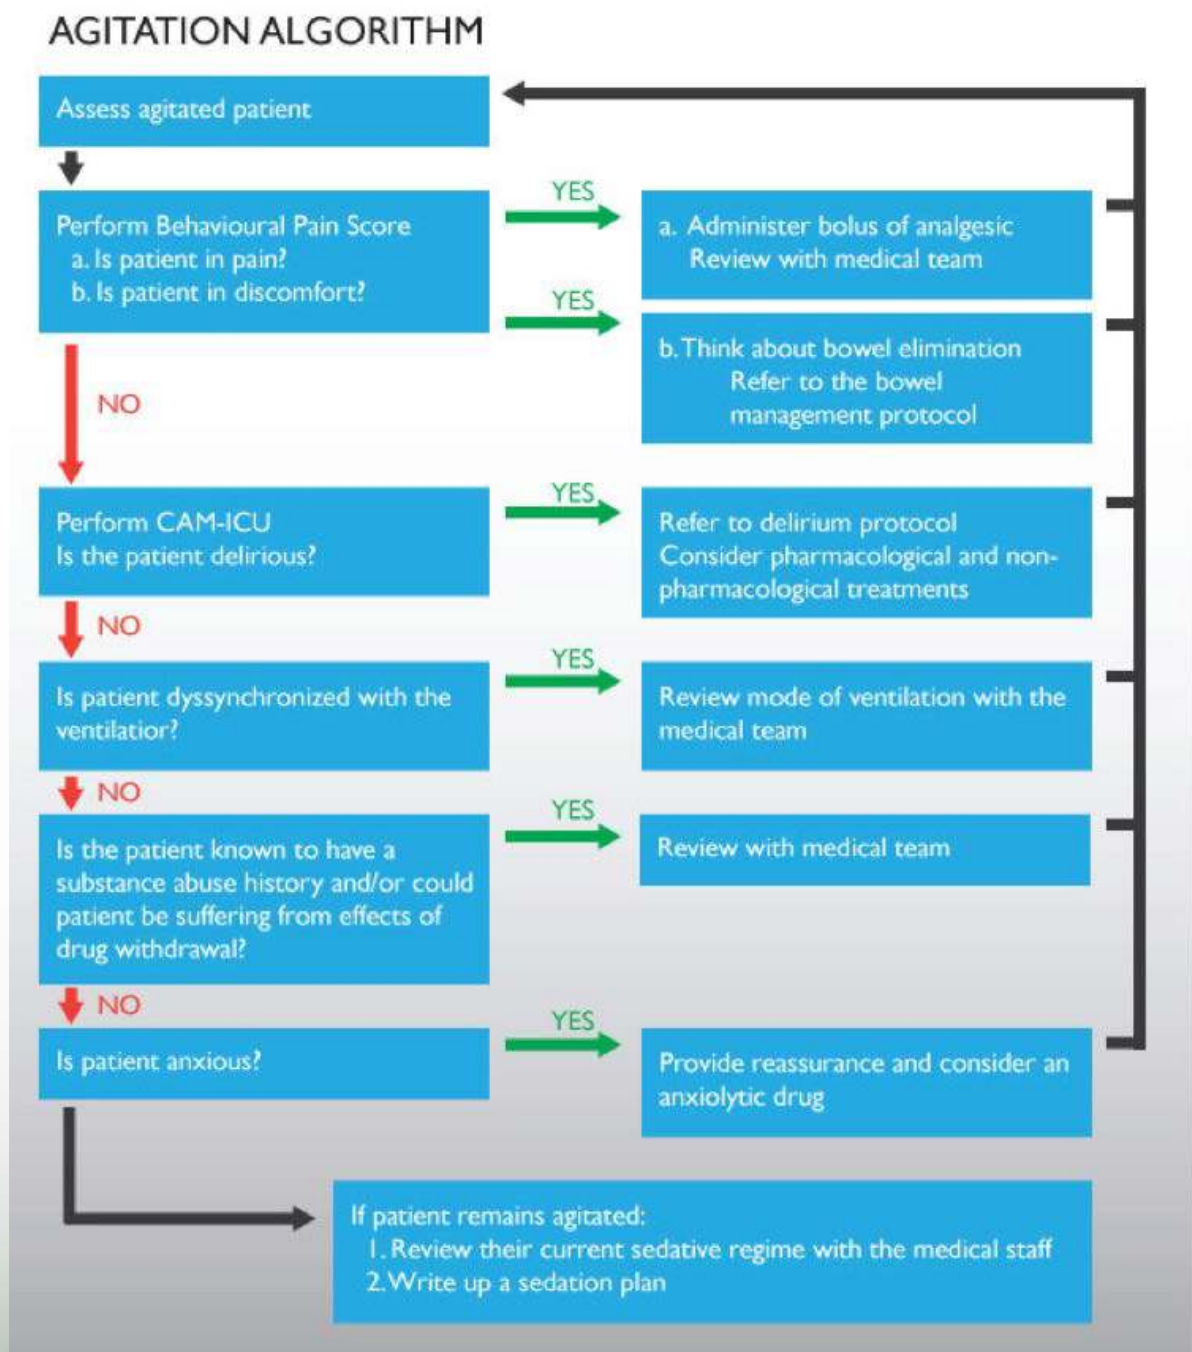 AGITATION ALGORITHM
Assess agitated patient
Perform Behavioural Pain Score
a. Is patient in pain?
b. Is patient in discomfort?
YES
a. Administer bolus of analgesic
Review with medical team
YES
b. Think about bowel elimination
Refer to the bowel
management protocol
NO
Perform CAM-ICU
Is the patient delirious?
YES
Refer to delirium protocol
Consider pharmacological and non-
pharmacological treatments
NO
Is patient dyssynchronized with the
ventilatior?
YES
Review mode of ventilation with the
medical team
NO
Is the patient known to have a
substance abuse history and/or could
patient be suffering from effects of
drug withdrawal?
YES
Review with medical team
NO
Is patient anxious?
YES
Provide reassurance and consider an
anxiolytic drug
If patient remains agitated:
1. Review their current sedative regime with the medical staff
2. Write up a sedation plan